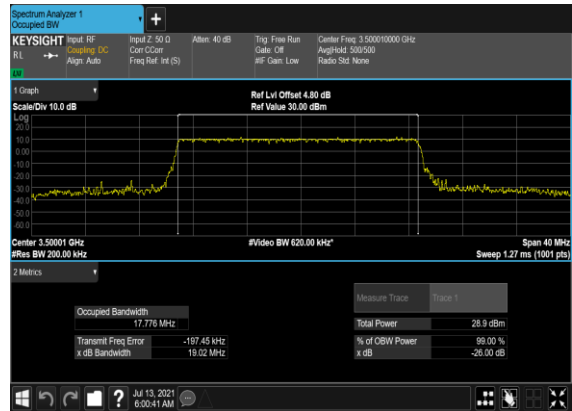 Spectrum Analyzer 1
Occupied BW
+
KEYSIGHT
RL
Input: RF
Coupling: DC
Align: Auto
Input Z: 50 Ω
Corr CCorr
Freq Ref: Int (S)
Atten: 40 dB
Trig: Free Run
Gate: Off
#IF Gain: Low
Center Freq: 3.500010000 GHz
Avg|Hold: 500/500
Radio Std: None
1 Graph
Scale/Div 10.0 dB
Ref Lvl Offset 4.80 dB
Ref Value 30.00 dBm
Log
20.0
10.0
0.00
-10.0
-20.0
-30.0
-40.0
-50.0
-60.0
Center 3.50001 GHz
#Video BW 620.00 kHz*
Span 40 MHz
#Res BW 200.00 kHz
Sweep 1.27 ms (1001 pts)
2 Metrics
Measure Trace Trace 1
Occupied Bandwidth
17.776 MHz
Total Power 28.9 dBm
Transmit Freq Error -197.45 kHz
% of OBW Power 99.00 %
x dB Bandwidth 19.02 MHz
x dB -26.00 dB
?
Jul 13, 2021
6:00:41 AM